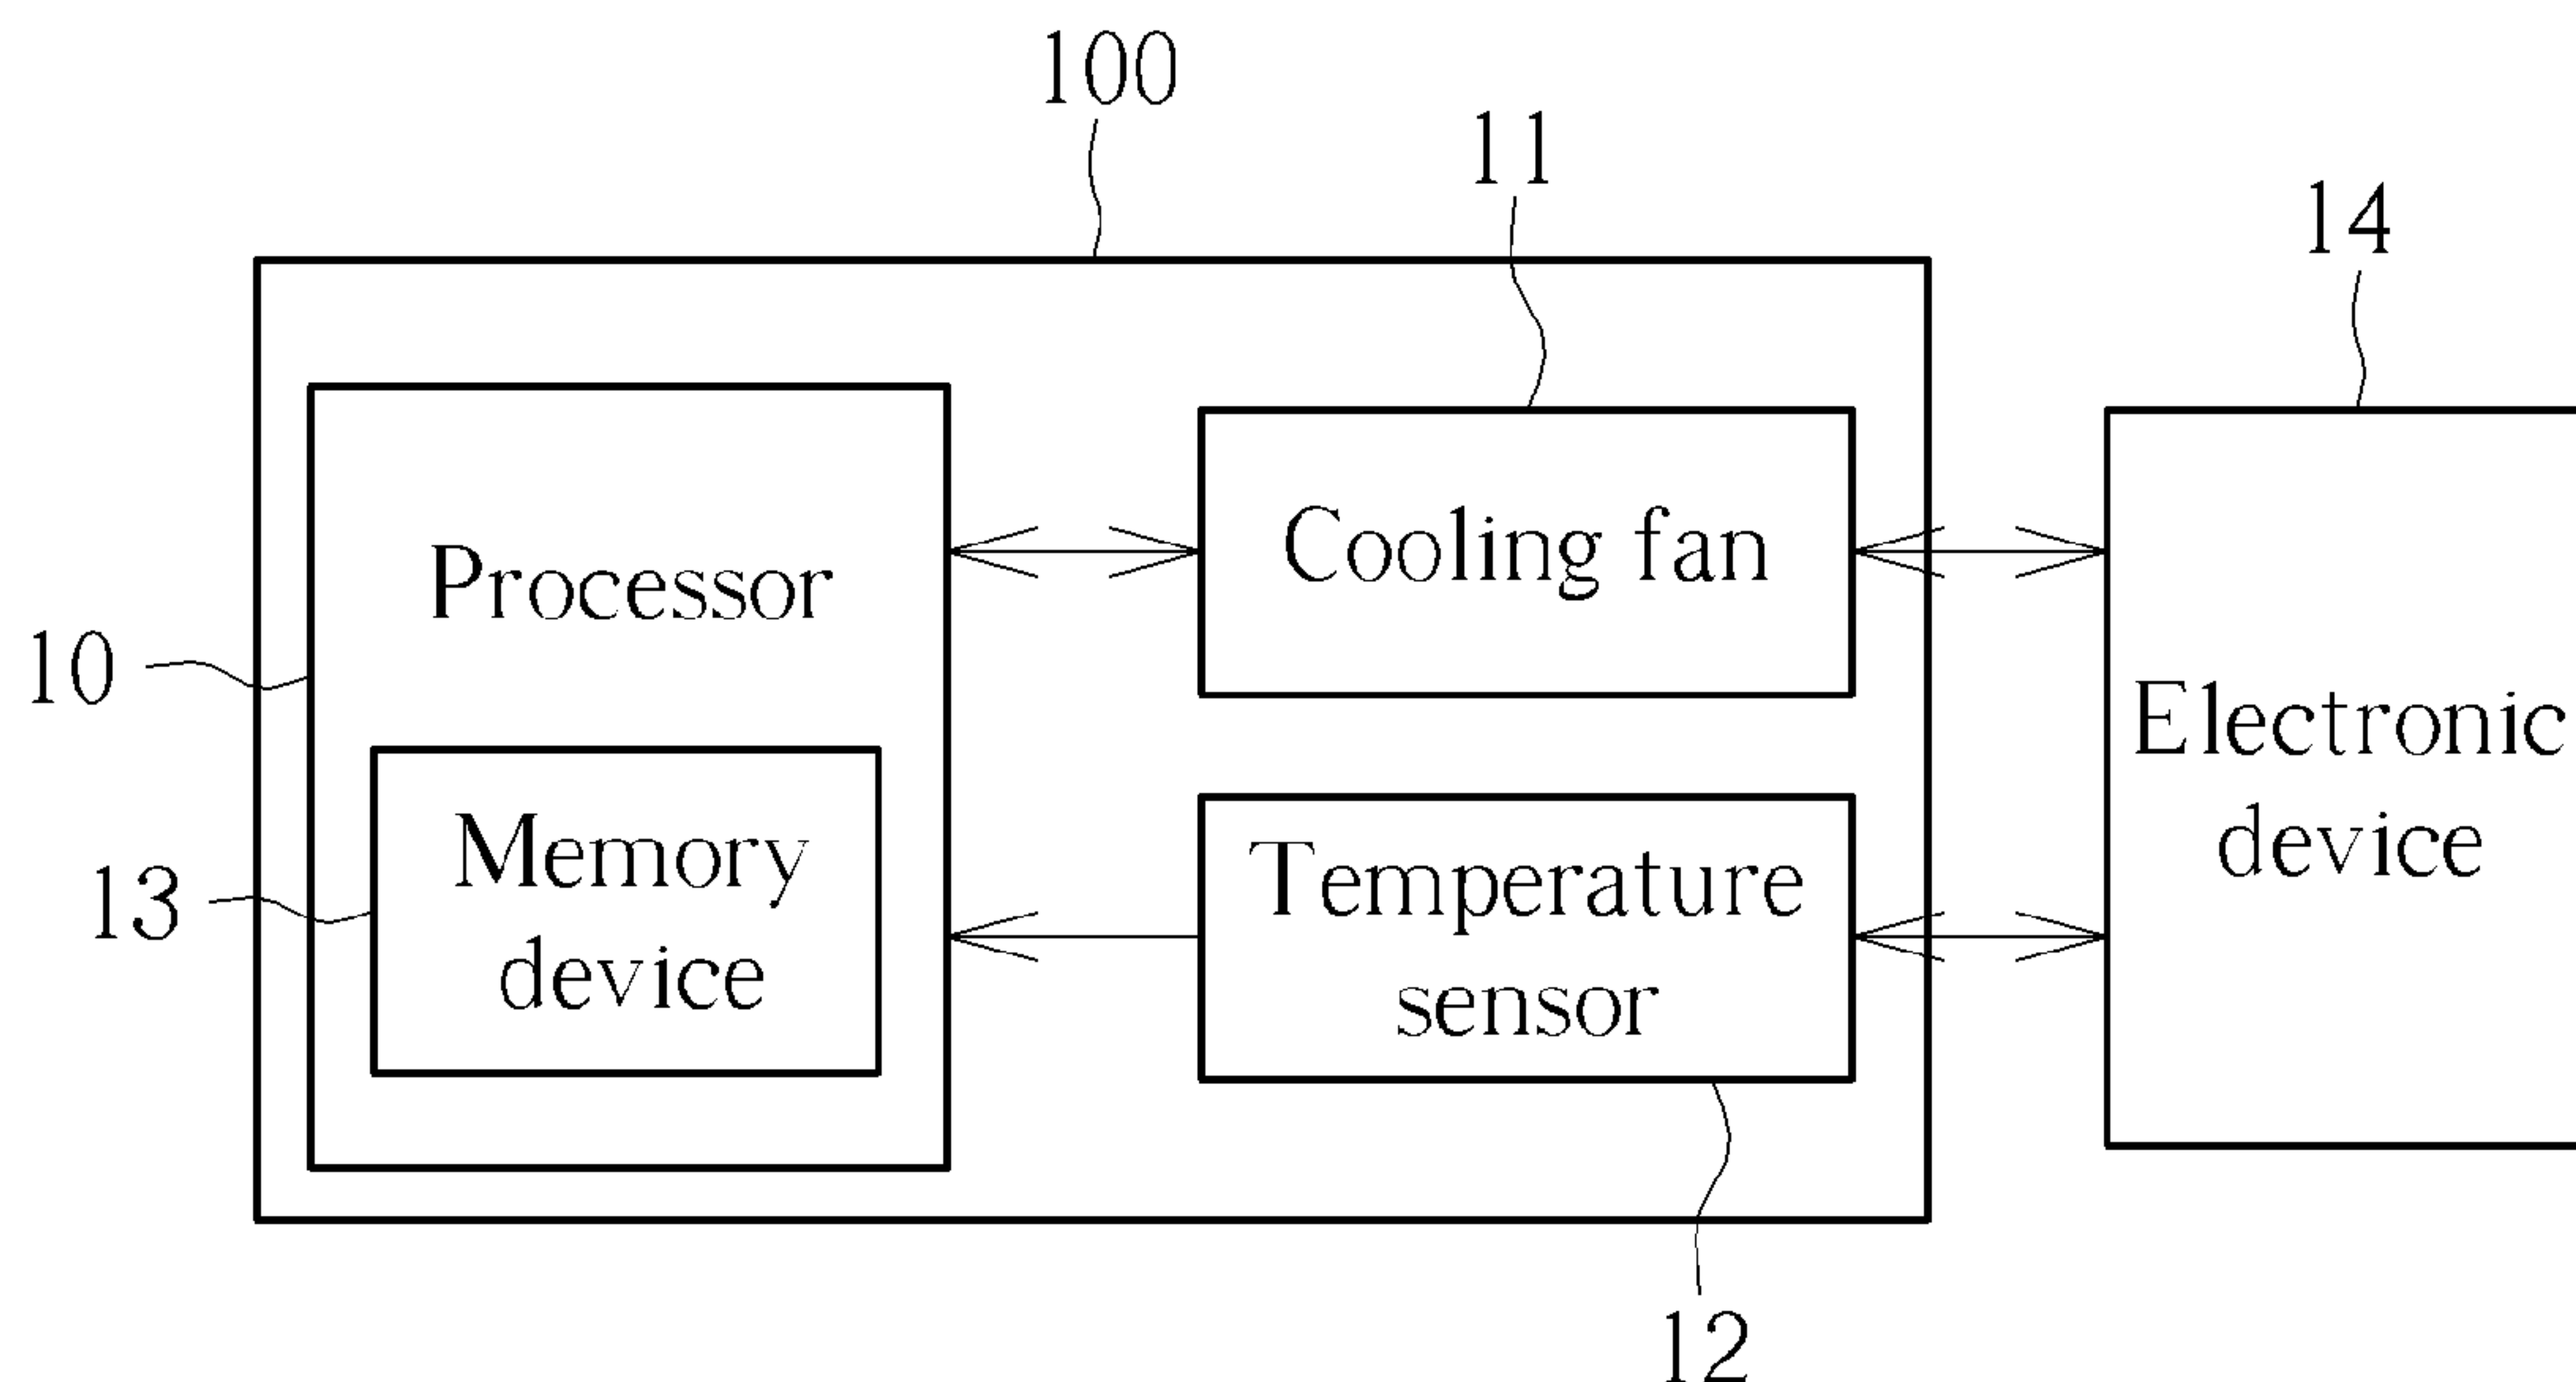 100
11
14
Processor
Cooling fan
10
Electronic
device
Memory
device
13
Temperature
sensor
12